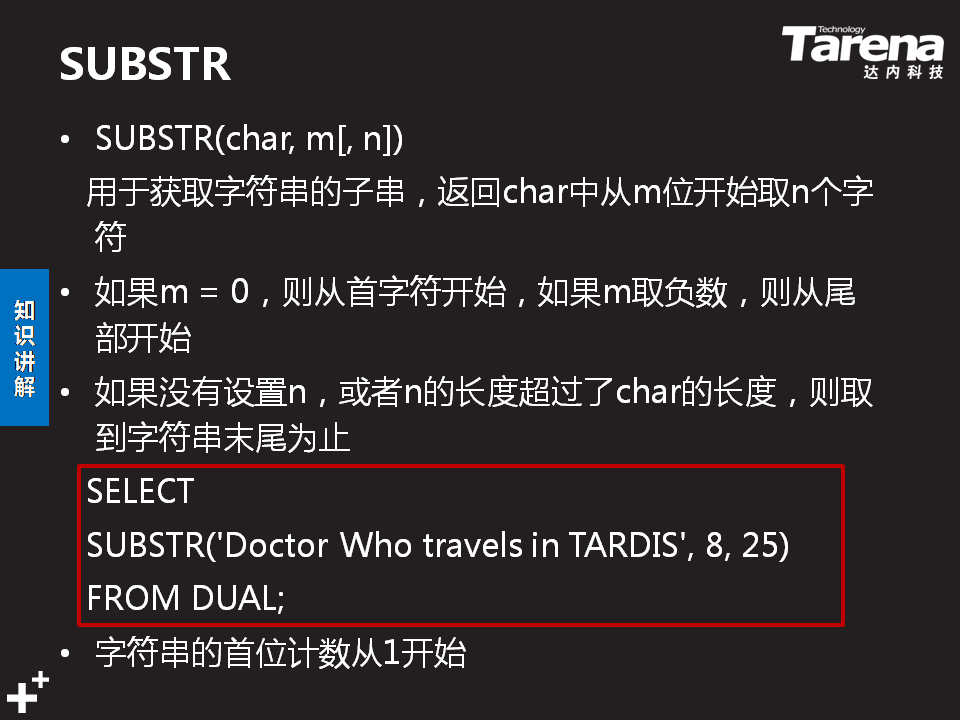 SUBSTR
Technology
Tarena
达内科技
• SUBSTR(char, m[, n])
用于获取字符串的子串，返回char中从m位开始取n个字
符
• 如果m = 0，则从首字符开始，如果m取负数，则从尾
部开始
• 如果没有设置n，或者n的长度超过了char的长度，则取
到字符串末尾为止
SELECT
SUBSTR('Doctor Who travels in TARDIS', 8, 25)
FROM DUAL;
• 字符串的首位计数从1开始
知
识
讲
解